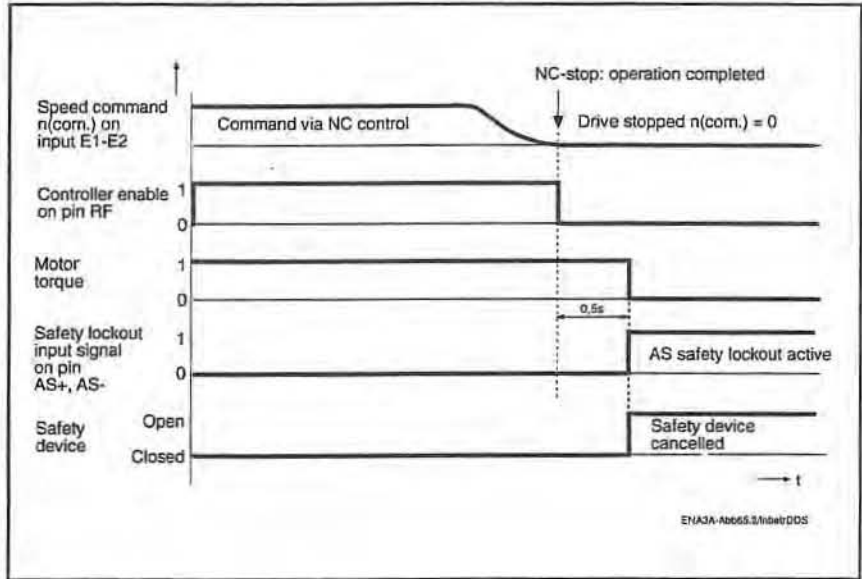 NC-stop: operation completed
Speed command
n(com.) on
input E1-E2
Command via NC control
Drive stopped n(com.) = 0
Controller enable
on pin RF
1
0
Motor
torque
1
0
0,5s
Safety lockout
input signal
on pin
AS+, AS-
1
0
AS safety lockout active
Safety
device
Open
Closed
Safety device
cancelled
t
ENA3A-Abb65.2/InbetrDDS